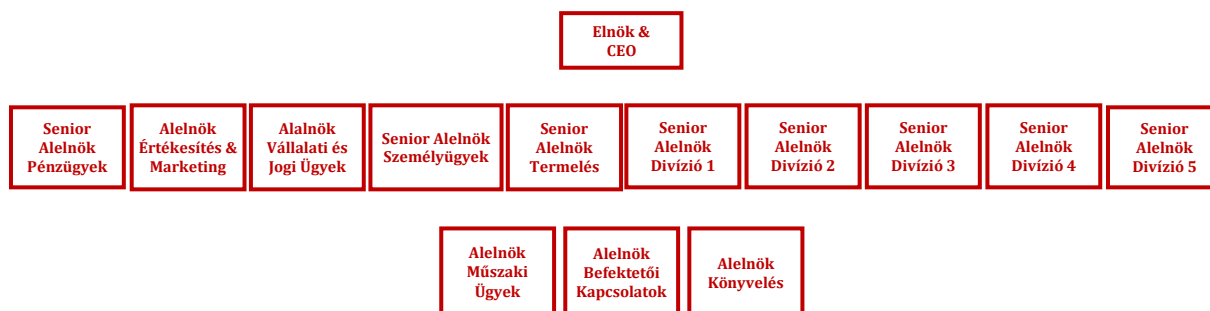 Elnök &
CEO
Senior
Alelnök
Pénzügyek
Alelnök
Értékesítés &
Marketing
Alalnök
Vállalati és
Jogi Ügyek
Senior Alelnök
Személyügyek
Senior
Alelnök
Termelés
Senior
Alelnök
Divízió 1
Senior
Alelnök
Divízió 2
Senior
Alelnök
Divízió 3
Senior
Alelnök
Divízió 4
Senior
Alelnök
Divízió 5
Alelnök
Műszaki
Ügyek
Alelnök
Befektetői
Kapcsolatok
Alelnök
Könyvelés